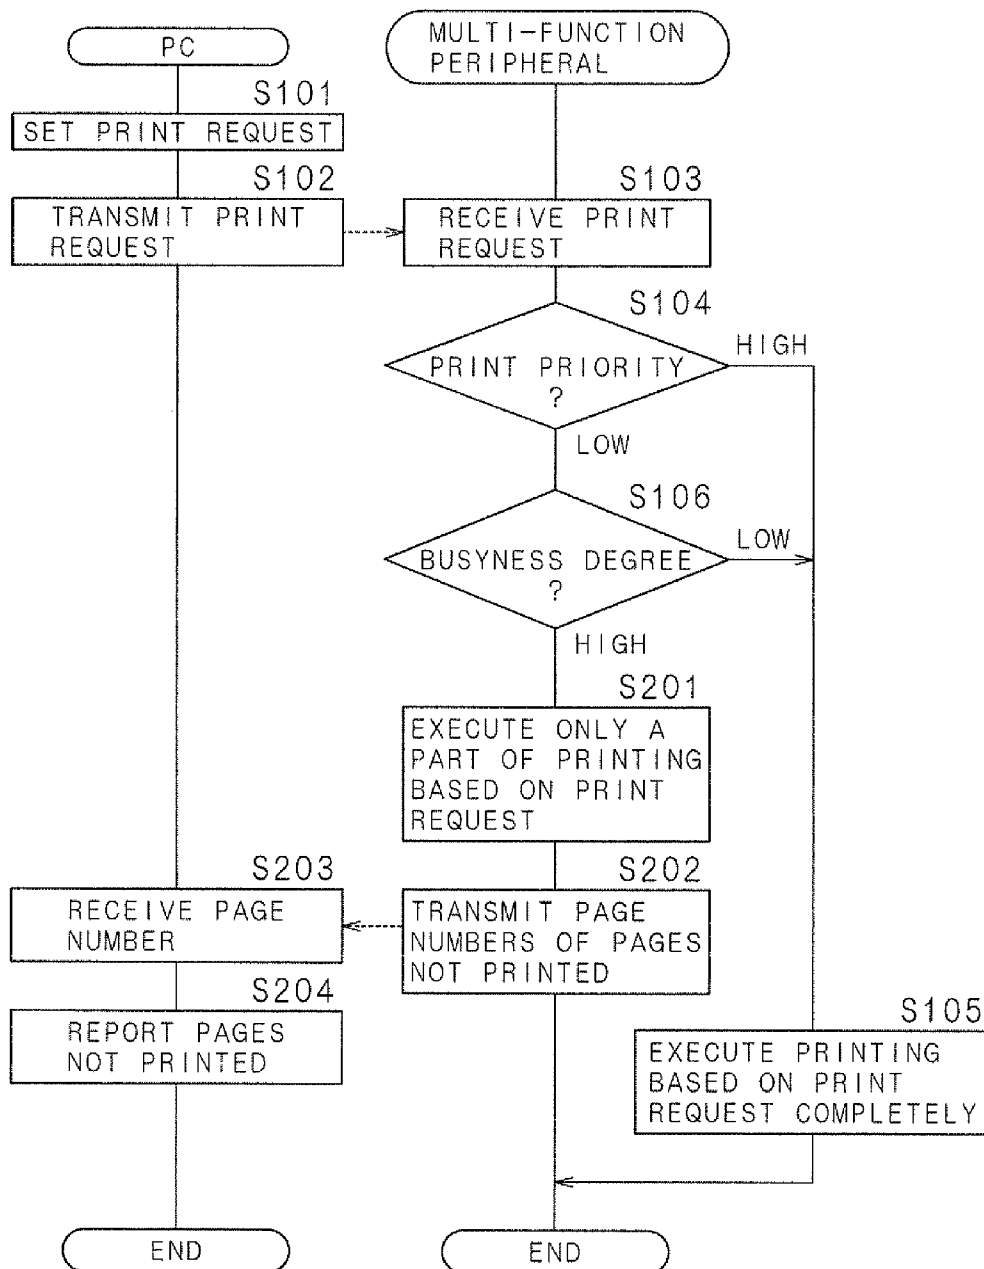 PC
MULTI-FUNCTION
PERIPHERAL
S101
SET PRINT REQUEST
S102
TRANSMIT PRINT
REQUEST
S103
RECEIVE PRINT
REQUEST
S104
PRINT PRIORITY
?
HIGH
LOW
S106
BUSYNESS DEGREE
?
LOW
HIGH
S201
EXECUTE ONLY A
PART OF PRINTING
BASED ON PRINT
REQUEST
S203
RECEIVE PAGE
NUMBER
S202
TRANSMIT PAGE
NUMBERS OF PAGES
NOT PRINTED
S204
REPORT PAGES
NOT PRINTED
S105
EXECUTE PRINTING
BASED ON PRINT
REQUEST COMPLETELY
END
END